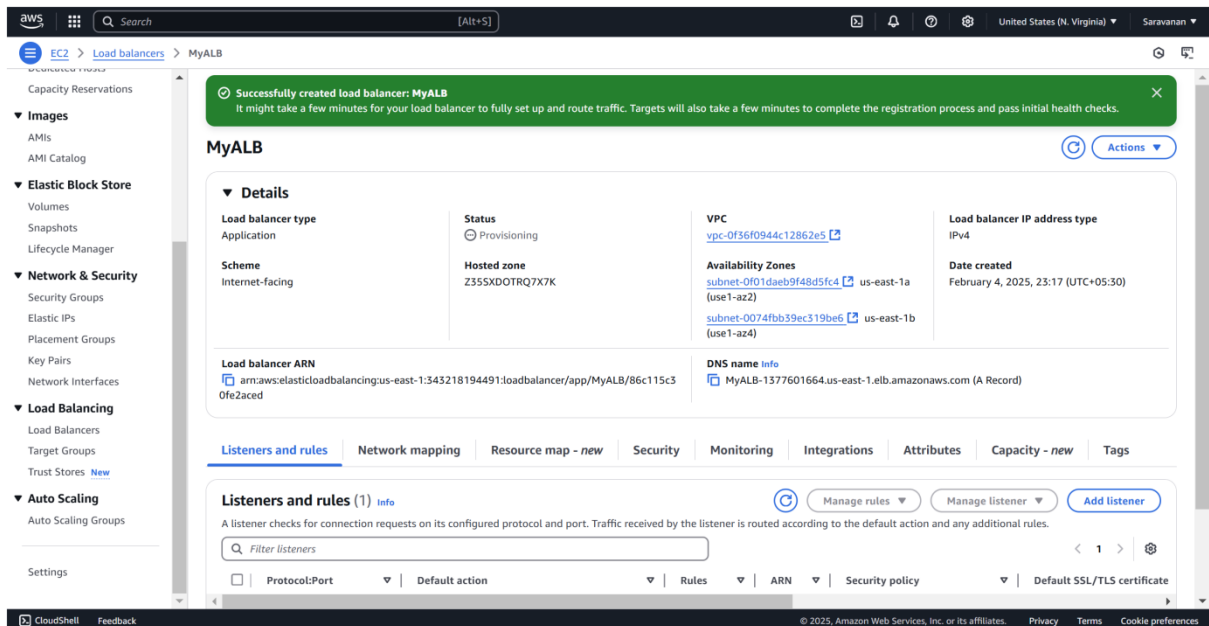 aws
Search [Alt+S] United States (N. Virginia) ▼ Saravanan ▼
EC2 > Load balancers > MyALB
Capacity Reservations
▼ Images
AMIs
AMI Catalog
▼ Elastic Block Store
Volumes
Snapshots
Lifecycle Manager
▼ Network & Security
Security Groups
Elastic IPs
Placement Groups
Key Pairs
Network Interfaces
▼ Load Balancing
Load Balancers
Target Groups
Trust Stores New
▼ Auto Scaling
Auto Scaling Groups
Settings
Successfully created load balancer: MyALB
It might take a few minutes for your load balancer to fully set up and route traffic. Targets will also take a few minutes to complete the registration process and pass initial health checks.
MyALB
Actions ▼
▼ Details
Load balancer type
Application
Status
Provisioning
VPC
vpc-0f36f0944c12862e5
Load balancer IP address type
IPv4
Scheme
Internet-facing
Hosted zone
Z35SXDOTRQ7X7K
Availability Zones
subnet-0f01daeb9f48d5fc4 us-east-1a
(use1-az2)
subnet-0074fbb39ec319be6 us-east-1b
(use1-az4)
Date created
February 4, 2025, 23:17 (UTC+05:30)
Load balancer ARN
arn:aws:elasticloadbalancing:us-east-1:343218194491:loadbalancer/app/MyALB/86c115c3
0fe2aced
DNS name Info
MyALB-1377601664.us-east-1.elb.amazonaws.com (A Record)
Listeners and rules Network mapping Resource map - new Security Monitoring Integrations Attributes Capacity - new Tags
Listeners and rules (1) Info
Manage rules ▼ Manage listener ▼ Add listener
A listener checks for connection requests on its configured protocol and port. Traffic received by the listener is routed according to the default action and any additional rules.
Filter listeners
< 1 >
Protocol:Port Default action Rules ARN Security policy Default SSL/TLS certificate
CloudShell Feedback © 2025, Amazon Web Services, Inc. or its affiliates. Privacy Terms Cookie preferences